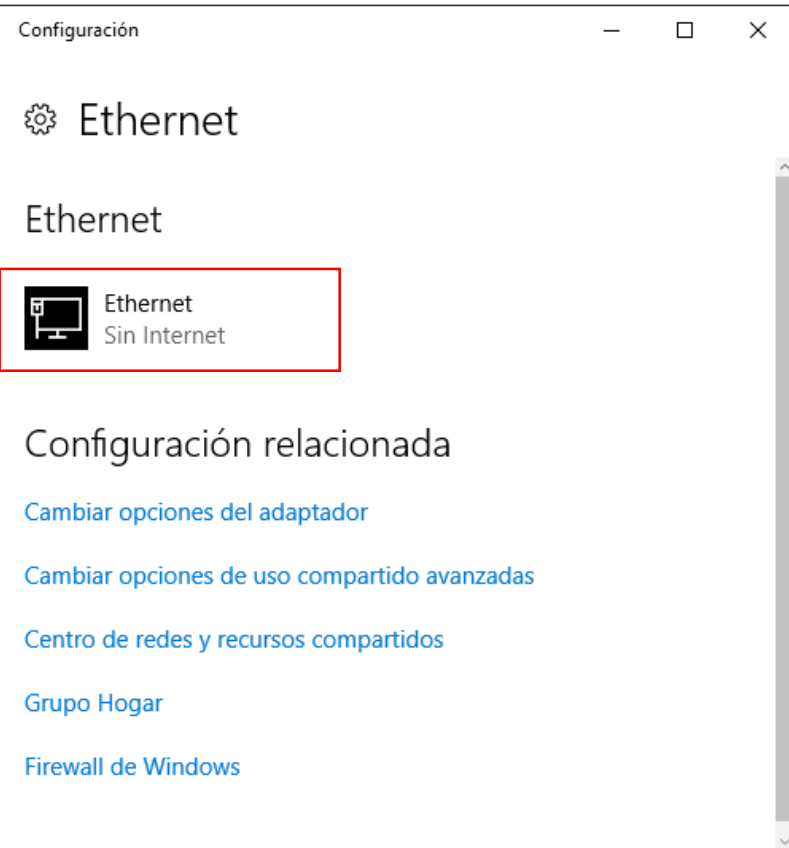 Configuración
Ethernet
Ethernet
Ethernet
Sin Internet
Configuración relacionada
Cambiar opciones del adaptador
Cambiar opciones de uso compartido avanzadas
Centro de redes y recursos compartidos
Grupo Hogar
Firewall de Windows